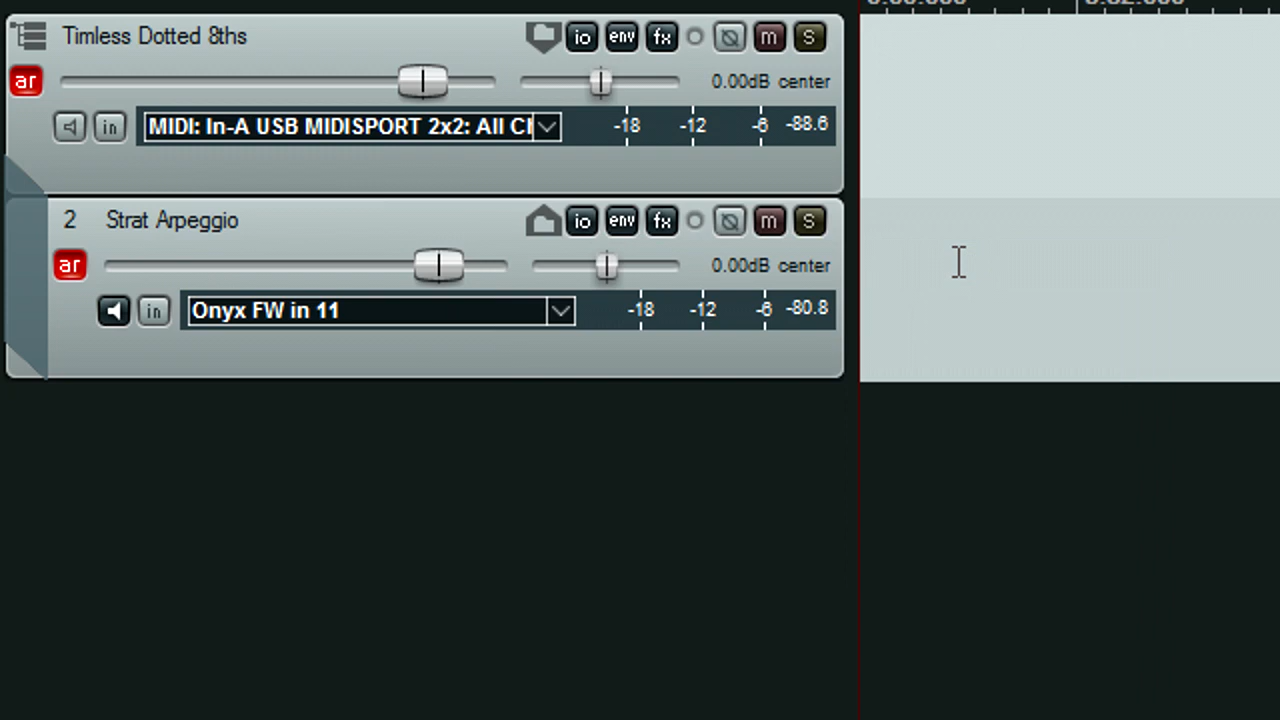 Timless Dotted 8ths io env fx m s
ar 0.00dB center
in MIDI: In-A USB MIDISPORT 2x2: All -18 -12 -6 -88.6
2 Strat Arpeggio io env fx m s
ar 0.00dB center
in Onyx FW in 11 -18 -12 -6 -80.8